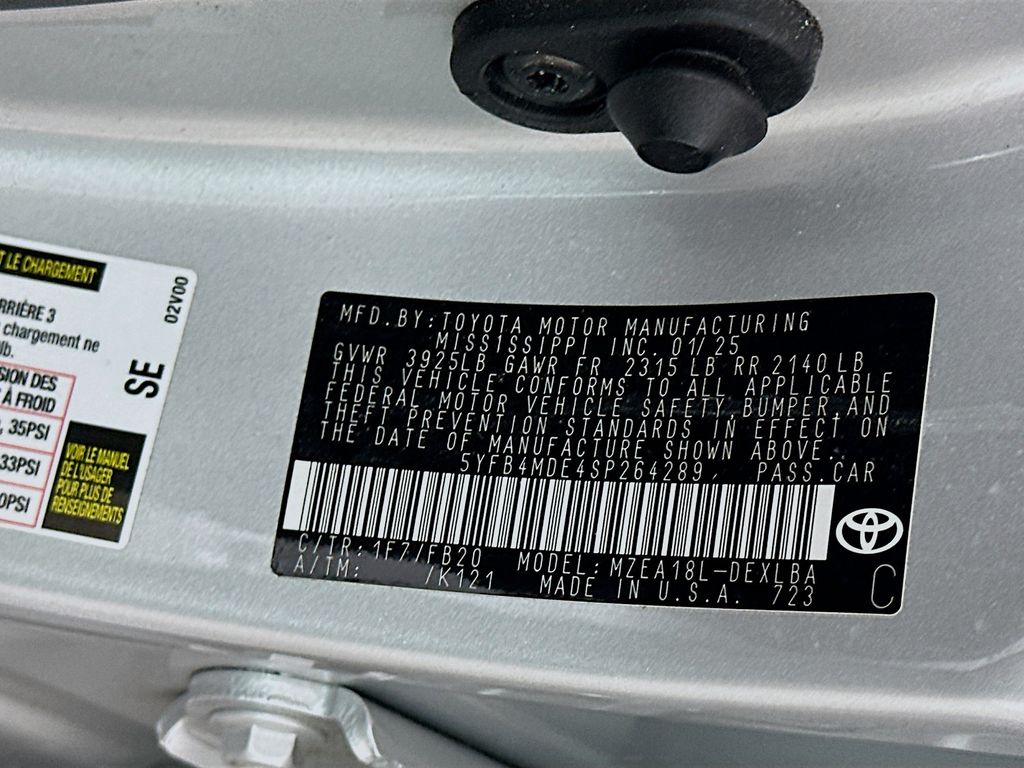 T LE CHARGEMENT
RRIÈRE 3
chargement ne
lb.
SION DES
À FROID
, 35PSI
33PSI
0PSI
02V00
SE
VOIR LE MANUEL
DE L'USAGER
POUR PLUS DE
RENSEIGNEMENTS
MFD.BY:TOYOTA MOTOR MANUFACTURING
MISSISSIPPI INC. 01/25
GVWR 3925LB GAWR FR 2315 LB RR 2140 LB
THIS VEHICLE CONFORMS TO ALL APPLICABLE
FEDERAL MOTOR VEHICLE SAFETY,BUMPER,AND
THEFT PREVENTION STANDARDS IN EFFECT ON
THE DATE OF MANUFACTURE SHOWN ABOVE.
5YFB4MDE4SP264289, PASS.CAR
C/TR:1F7/FB20 MODEL:MZEA18L-DEXLBA
A/TM: /K121 MADE IN U.S.A. 723
C